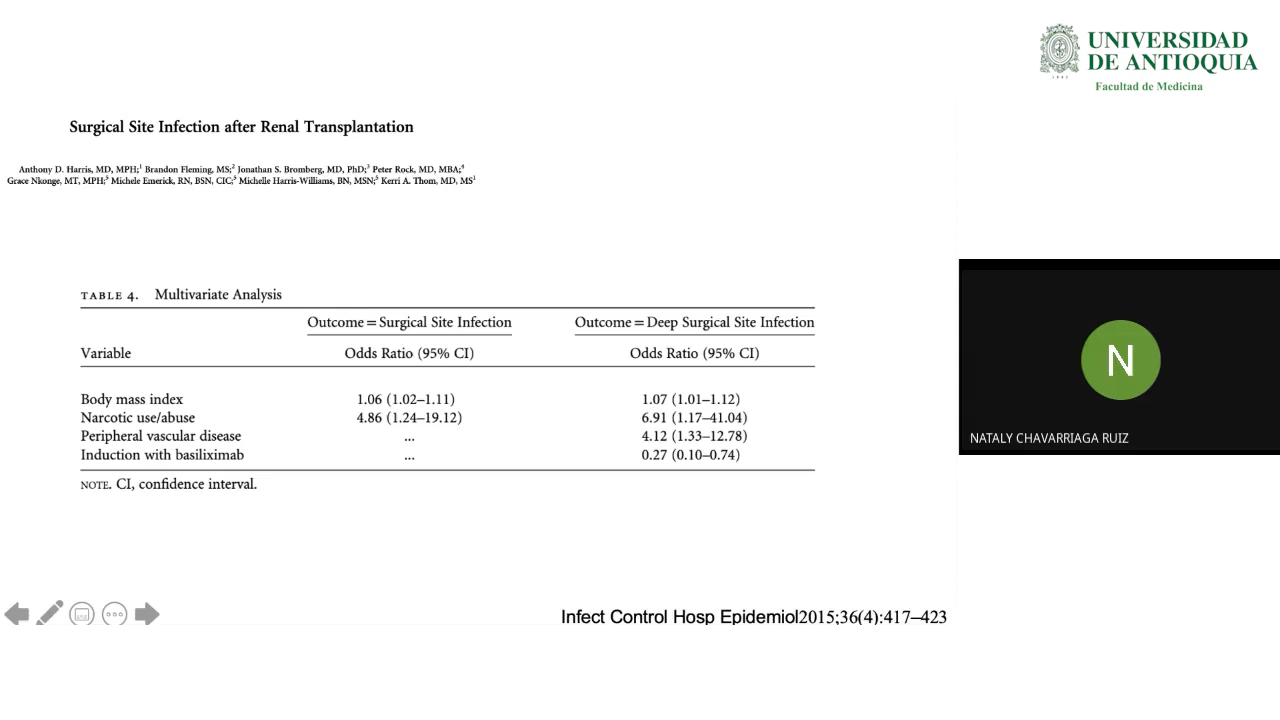 UNIVERSIDAD
DE ANTIOQUIA
Facultad de Medicina
Surgical Site Infection after Renal Transplantation
Anthony D. Harris, MD, MPH;1 Brandon Fleming, MS;2 Jonathan S. Bromberg, MD, PhD;3 Peter Rock, MD, MBA;4
Grace Nkonge, MT, MPH;5 Michele Emerick, RN, BSN, CIC;5 Michelle Harris-Williams, BN, MSN;5 Kerri A. Thom, MD, MS1
TABLE 4. Multivariate Analysis
Outcome = Surgical Site Infection Outcome = Deep Surgical Site Infection
Variable Odds Ratio (95% CI) Odds Ratio (95% CI)
Body mass index 1.06 (1.02–1.11) 1.07 (1.01–1.12)
Narcotic use/abuse 4.86 (1.24–19.12) 6.91 (1.17–41.04)
Peripheral vascular disease ... 4.12 (1.33–12.78)
Induction with basiliximab ... 0.27 (0.10–0.74)
NOTE. CI, confidence interval.
N
NATALY CHAVARRIAGA RUIZ
Infect Control Hosp Epidemiol2015;36(4):417–423